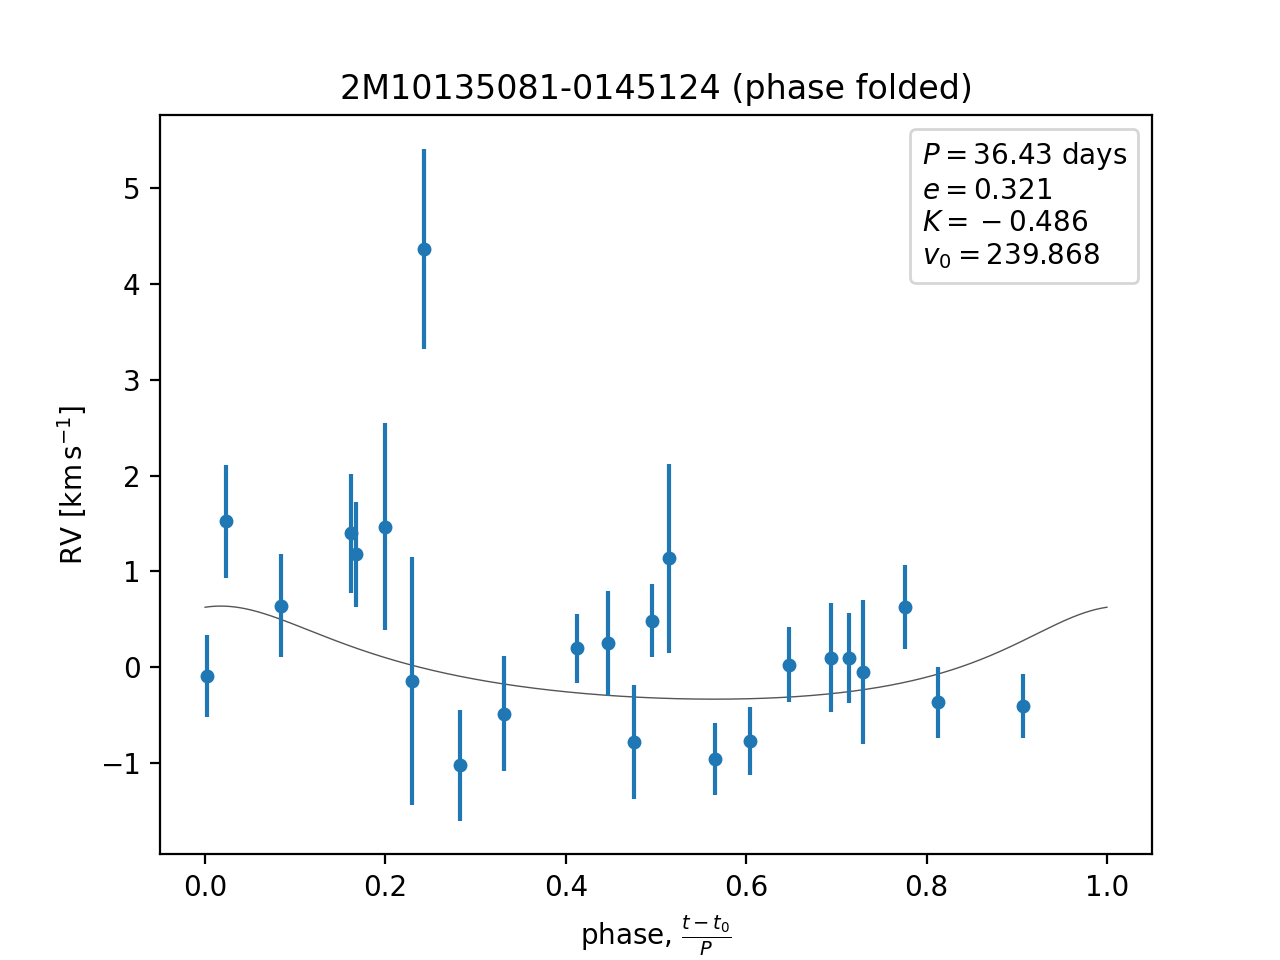 2M10135081-0145124 (phase folded)
P = 36.43 days
e = 0.321
K = −0.486
v₀ = 239.868
5
4
3
2
1
0
−1
RV [km s⁻¹]
0.0 0.2 0.4 0.6 0.8 1.0
phase, (t − t₀)/P